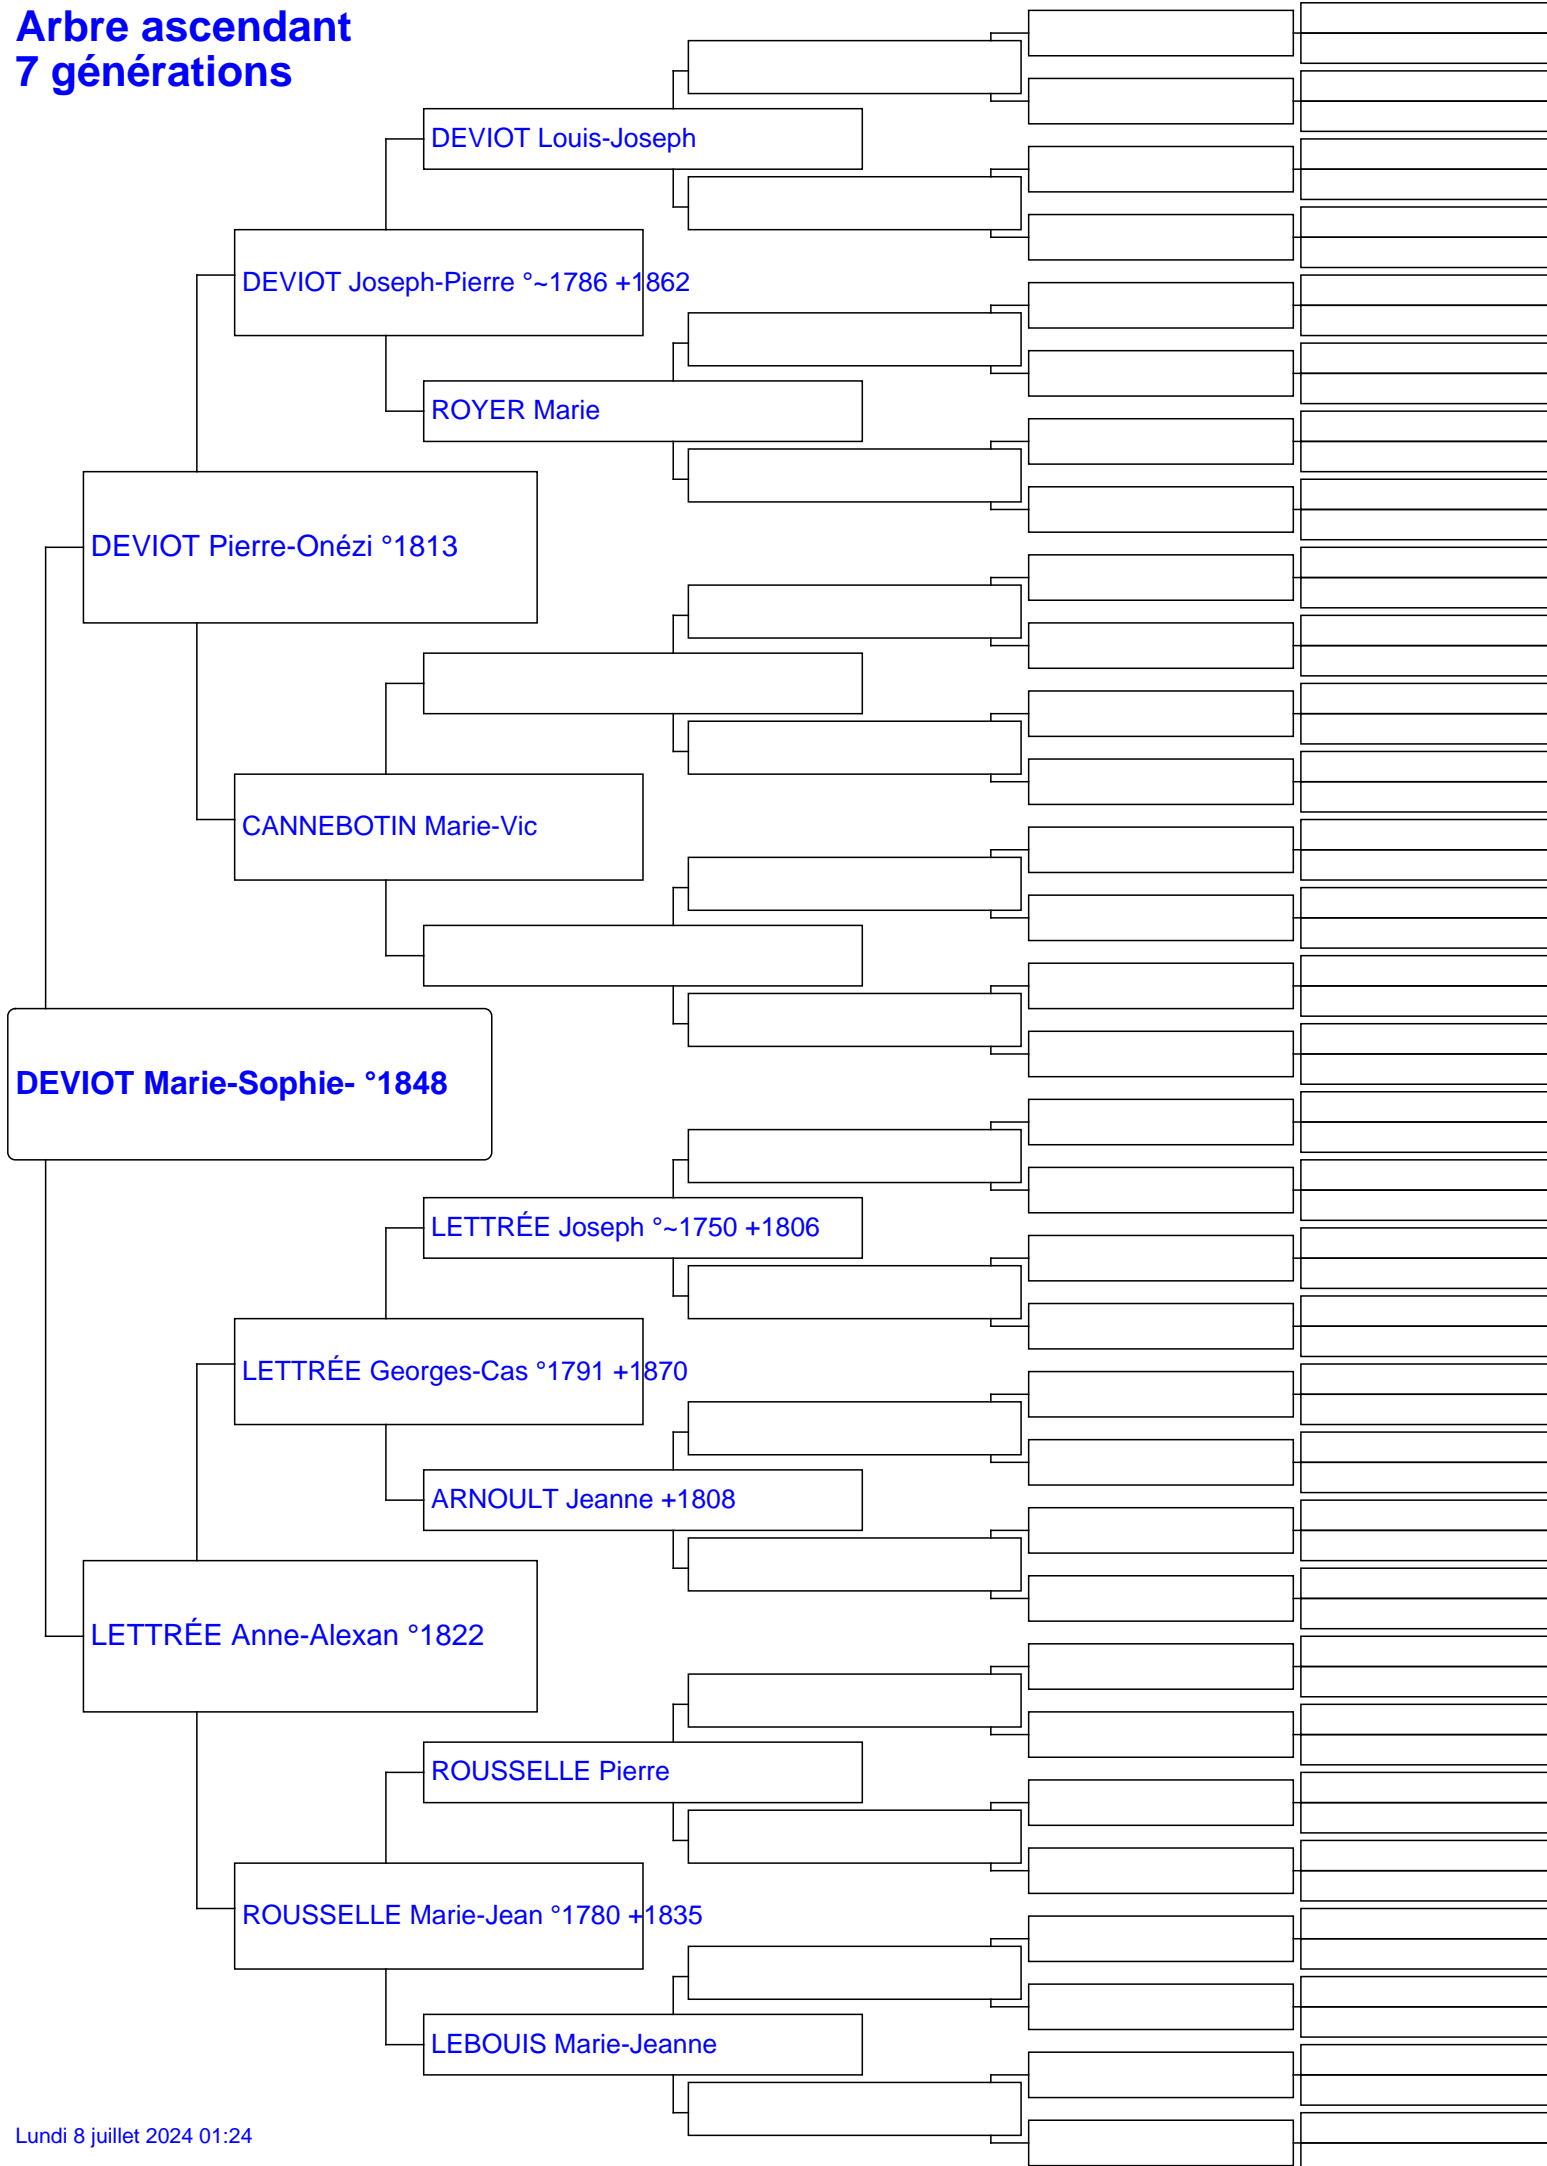 Arbre ascendant
7 générations
DEVIOT Louis-Joseph
DEVIOT Joseph-Pierre °~1786 +1862
ROYER Marie
DEVIOT Pierre-Onézi °1813
CANNEBOTIN Marie-Vic
DEVIOT Marie-Sophie- °1848
LETTRÉE Joseph °~1750 +1806
LETTRÉE Georges-Cas °1791 +1870
ARNOULT Jeanne +1808
LETTRÉE Anne-Alexan °1822
ROUSSELLE Pierre
ROUSSELLE Marie-Jean °1780 +1835
LEBOUIS Marie-Jeanne
Lundi 8 juillet 2024 01:24